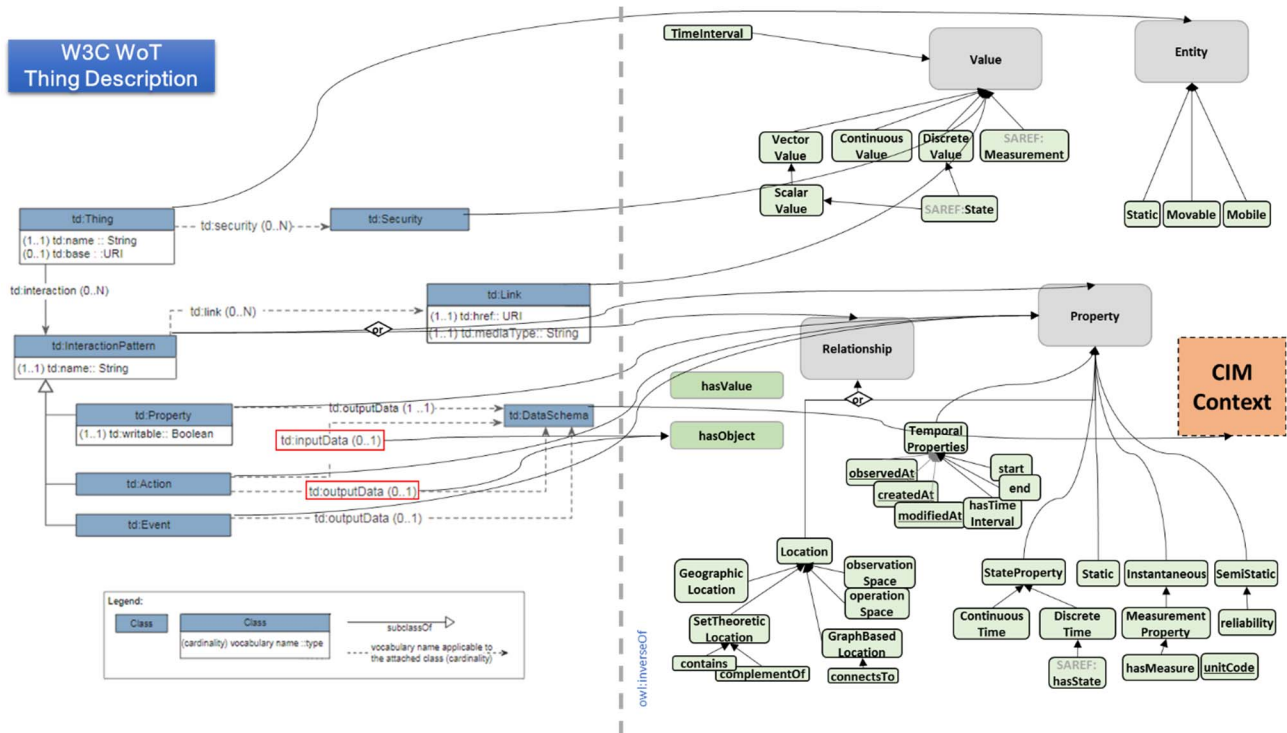 W3C WoT
Thing Description
td:Thing
(1..1) td:name :: String
(0..1) td:base : :URI
td:security (0..N)
td:Security
td:interaction (0..N)
td:link (0..N)
td:Link
(1..1) td:href:: URI
(1..1) td:mediaType:: String
or
td:InteractionPattern
(1..1) td:name:: String
td:Property
(1..1) td:writable:: Boolean
td:outputData (1 ..1)
td:DataSchema
td:inputData (0..1)
td:Action
td:outputData (0..1)
td:Event
td:outputData (0..1)
Legend:
Class
Class
(cardinality) vocabulary name ::type
subclassOf
vocabulary name applicable to
the attached class (cardinality)
owl:inverseOf
TimeInterval
Value
Entity
Vector
Value
Continuous
Value
Discrete
Value
SAREF:
Measurement
Scalar
Value
SAREF:State
Static
Movable
Mobile
Relationship
Property
CIM
Context
hasValue
hasObject
or
Temporal
Properties
observedAt
createdAt
modifiedAt
start
end
hasTime
Interval
Location
Geographic
Location
observation
Space
operation
Space
SetTheoretic
Location
GraphBased
Location
contains
complementOf
connectsTo
StateProperty
Static
Instantaneous
SemiStatic
Continuous
Time
Discrete
Time
Measurement
Property
reliability
SAREF:
hasState
hasMeasure
unitCode